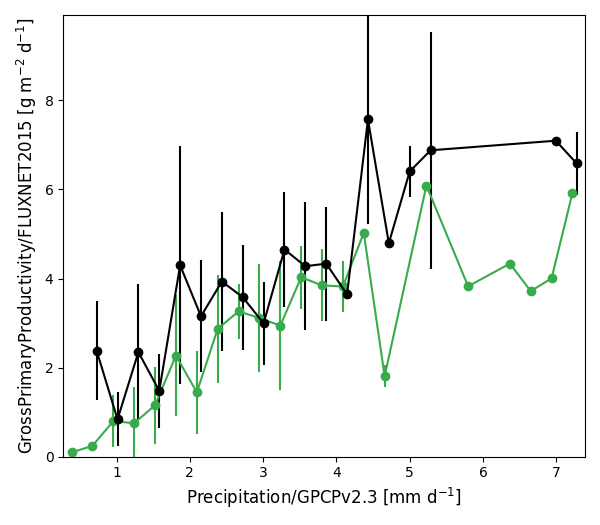 GrossPrimaryProductivity/FLUXNET2015 [g m⁻² d⁻¹]
8
6
4
2
0
1 2 3 4 5 6 7
Precipitation/GPCPv2.3 [mm d⁻¹]